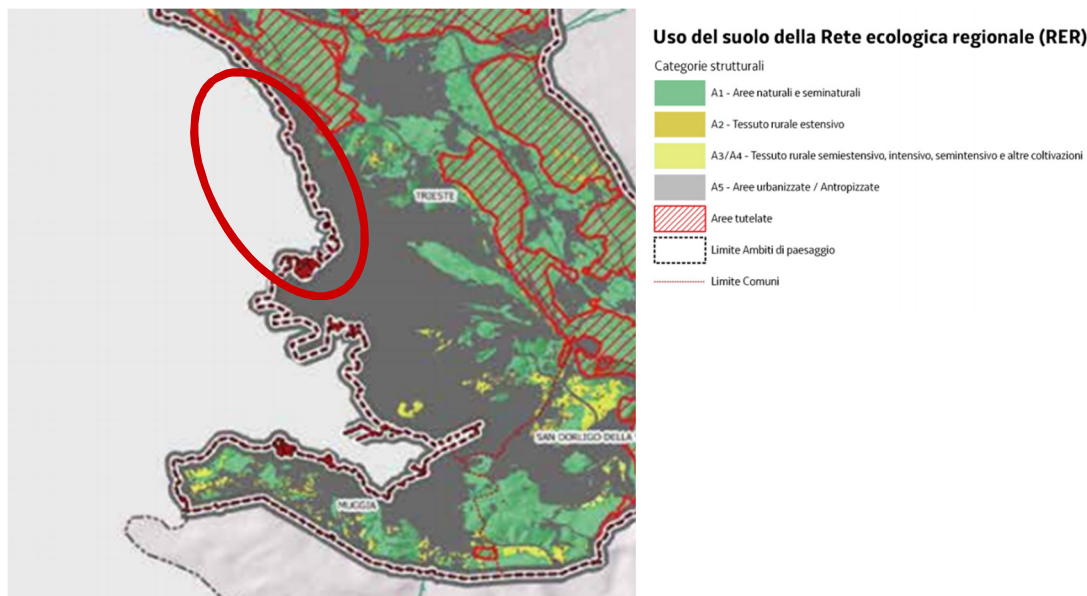 TRIESTE
SAN DORLIGO DELLA
MUGGIA
Uso del suolo della Rete ecologica regionale (RER)
Categorie strutturali
A1 - Aree naturali e seminaturali
A2 - Tessuto rurale estensivo
A3/A4 - Tessuto rurale semiestensivo, intensivo, semintensivo e altre coltivazioni
A5 - Aree urbanizzate / Antropizzate
Aree tutelate
Limite Ambiti di paesaggio
Limite Comuni